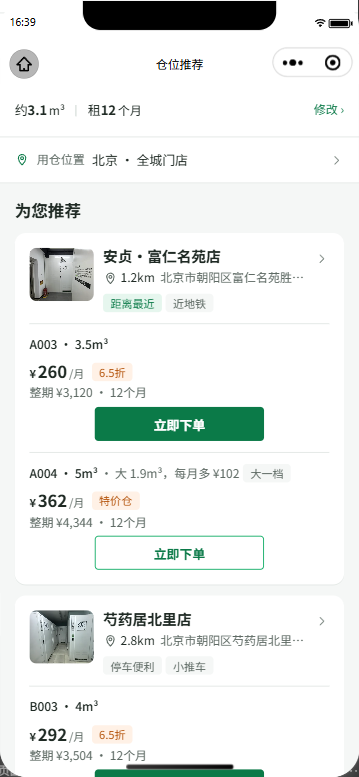 16:39
仓位推荐
约3.1m³ | 租12个月 修改 ›
用仓位置 北京 · 全城门店
为您推荐
安贞·富仁名苑店
1.2km 北京市朝阳区富仁名苑胜…
距离最近 近地铁
A003 · 3.5m³
¥260/月 6.5折
整期 ¥3,120 · 12个月
立即下单
A004 · 5m³ · 大 1.9m³，每月多 ¥102 大一档
¥362/月 特价仓
整期 ¥4,344 · 12个月
立即下单
芍药居北里店
2.8km 北京市朝阳区芍药居北里…
停车便利 小推车
B003 · 4m³
¥292/月 6.5折
整期 ¥3,504 · 12个月